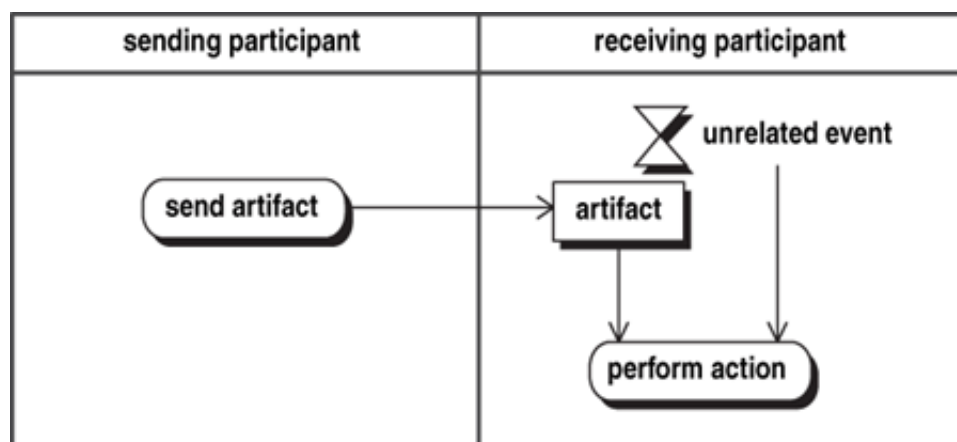 sending participant
receiving participant
unrelated event
send artifact
artifact
perform action